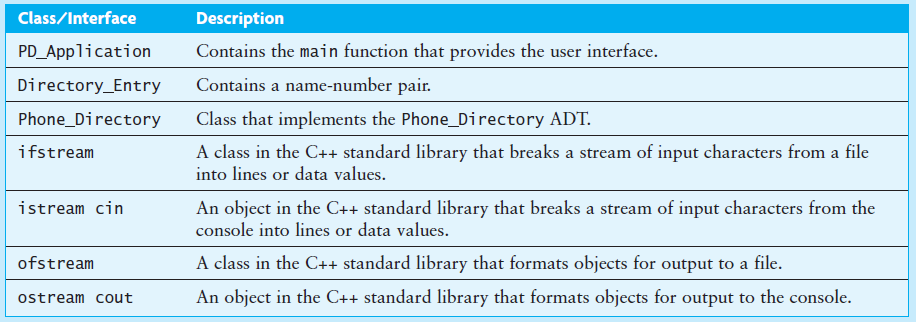 Class/Interface Description
PD_Application Contains the main function that provides the user interface.
Directory_Entry Contains a name-number pair.
Phone_Directory Class that implements the Phone_Directory ADT.
ifstream A class in the C++ standard library that breaks a stream of input characters from a file
into lines or data values.
istream cin An object in the C++ standard library that breaks a stream of input characters from the
console into lines or data values.
ofstream A class in the C++ standard library that formats objects for output to a file.
ostream cout An object in the C++ standard library that formats objects for output to the console.